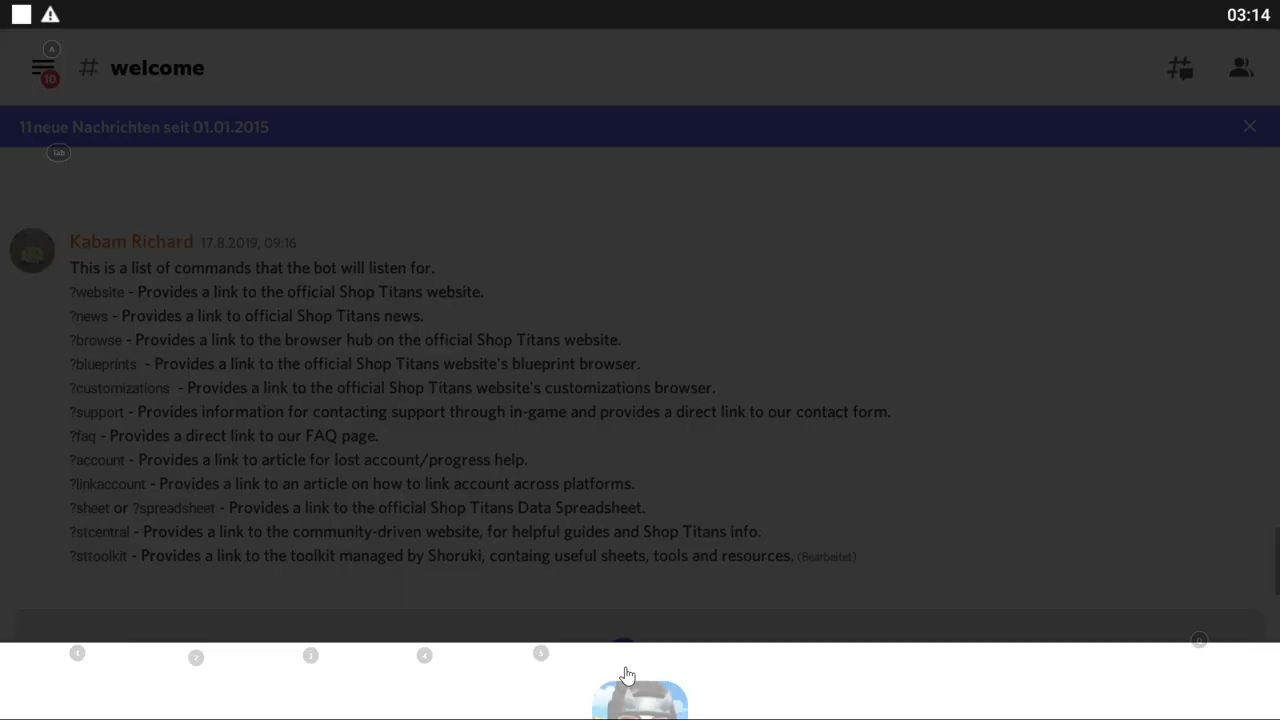 03:14
A
10
# welcome
11 neue Nachrichten seit 01.01.2015
Tab
Kabam Richard 17.8.2019, 09:16
This is a list of commands that the bot will listen for.
?website - Provides a link to the official Shop Titans website.
?news - Provides a link to official Shop Titans news.
?browse - Provides a link to the browser hub on the official Shop Titans website.
?blueprints - Provides a link to the official Shop Titans website's blueprint browser.
?customizations - Provides a link to the official Shop Titans website's customizations browser.
?support - Provides information for contacting support through in-game and provides a direct link to our contact form.
?faq - Provides a direct link to our FAQ page.
?account - Provides a link to article for lost account/progress help.
?linkaccount - Provides a link to an article on how to link account across platforms.
?sheet or ?spreadsheet - Provides a link to the official Shop Titans Data Spreadsheet.
?stcentral - Provides a link to the community-driven website, for helpful guides and Shop Titans info.
?sttoolkit - Provides a link to the toolkit managed by Shoruki, containg useful sheets, tools and resources. (Bearbeitet)
1 2 3 4 5 Q